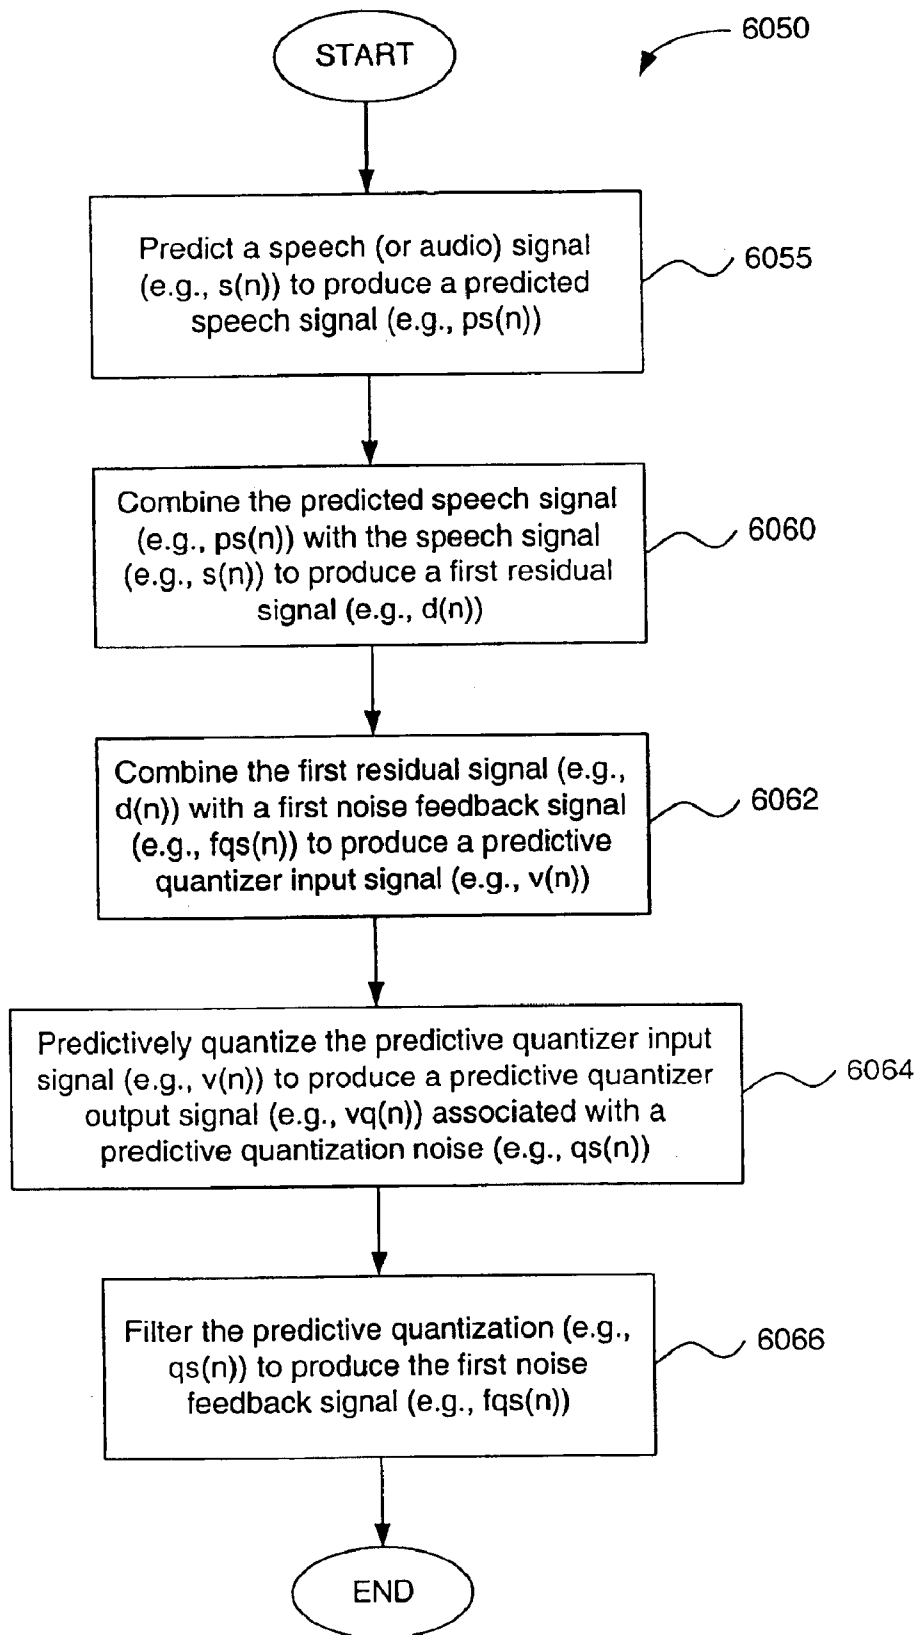 START
6050
Predict a speech (or audio) signal
(e.g., s(n)) to produce a predicted
speech signal (e.g., ps(n))
6055
Combine the predicted speech signal
(e.g., ps(n)) with the speech signal
(e.g., s(n)) to produce a first residual
signal (e.g., d(n))
6060
Combine the first residual signal (e.g.,
d(n)) with a first noise feedback signal
(e.g., fqs(n)) to produce a predictive
quantizer input signal (e.g., v(n))
6062
Predictively quantize the predictive quantizer input
signal (e.g., v(n)) to produce a predictive quantizer
output signal (e.g., vq(n)) associated with a
predictive quantization noise (e.g., qs(n))
6064
Filter the predictive quantization (e.g.,
qs(n)) to produce the first noise
feedback signal (e.g., fqs(n))
6066
END